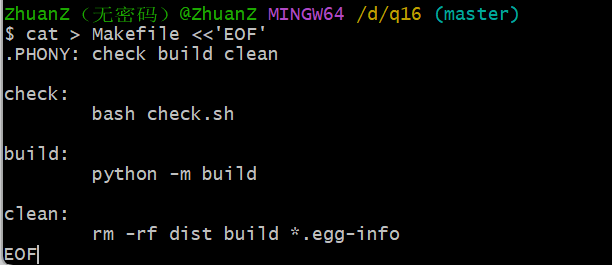 ZhuanZ（无密码）@ZhuanZ MINGW64 /d/q16 (master)
$ cat > Makefile <<'EOF'
.PHONY: check build clean

check:
        bash check.sh

build:
        python -m build

clean:
        rm -rf dist build *.egg-info
EOF